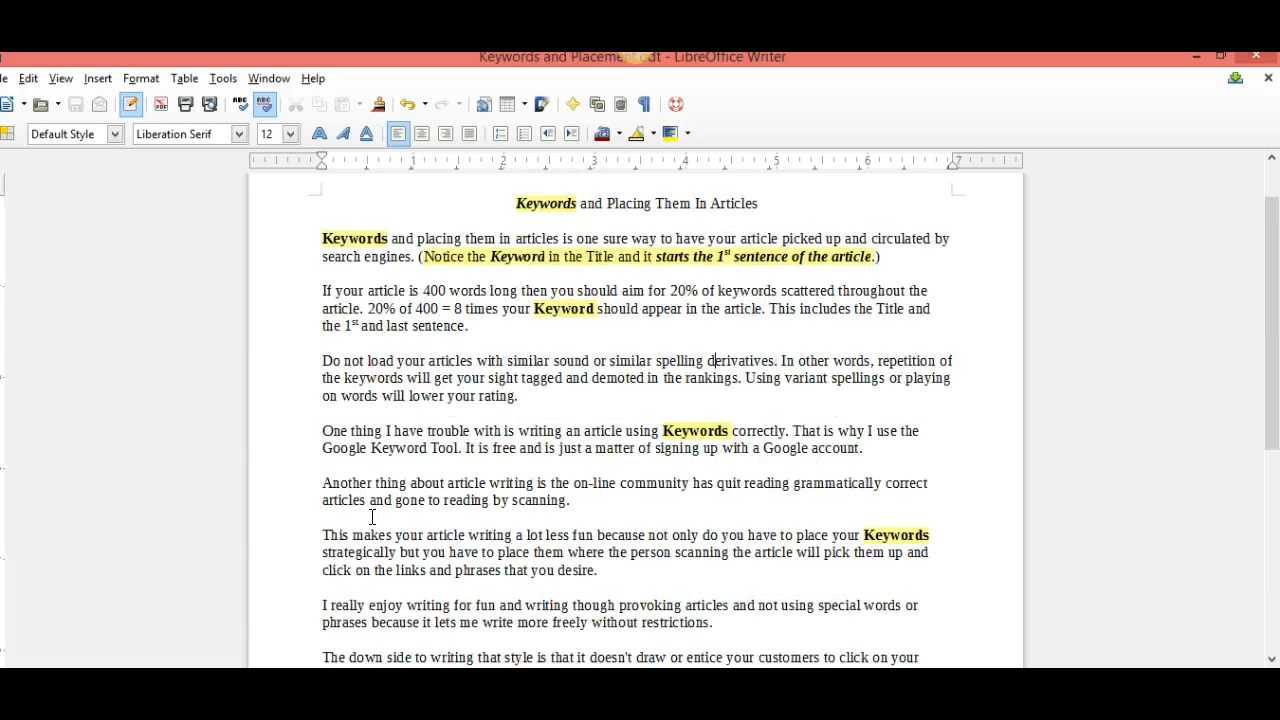 Keywords and Placement.odt - LibreOffice Writer
Edit View Insert Format Table Tools Window Help
Default Style Liberation Serif 12
1 2 3 4 5 6 7
Keywords and Placing Them In Articles
Keywords and placing them in articles is one sure way to have your article picked up and circulated by
search engines. (Notice the Keyword in the Title and it starts the 1st sentence of the article.)
If your article is 400 words long then you should aim for 20% of keywords scattered throughout the
article. 20% of 400 = 8 times your Keyword should appear in the article. This includes the Title and
the 1st and last sentence.
Do not load your articles with similar sound or similar spelling derivatives. In other words, repetition of
the keywords will get your sight tagged and demoted in the rankings. Using variant spellings or playing
on words will lower your rating.
One thing I have trouble with is writing an article using Keywords correctly. That is why I use the
Google Keyword Tool. It is free and is just a matter of signing up with a Google account.
Another thing about article writing is the on-line community has quit reading grammatically correct
articles and gone to reading by scanning.
This makes your article writing a lot less fun because not only do you have to place your Keywords
strategically but you have to place them where the person scanning the article will pick them up and
click on the links and phrases that you desire.
I really enjoy writing for fun and writing though provoking articles and not using special words or
phrases because it lets me write more freely without restrictions.
The down side to writing that style is that it doesn't draw or entice your customers to click on your